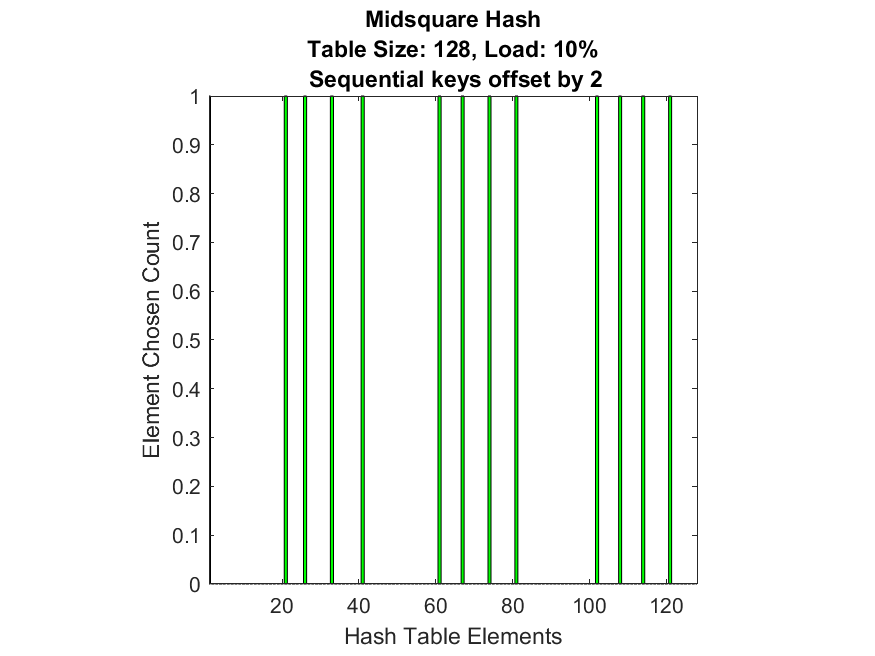 Midsquare Hash
Table Size: 128, Load: 10%
Sequential keys offset by 2
1
0.9
0.8
0.7
0.6
0.5
0.4
0.3
0.2
0.1
0
Element Chosen Count
20 40 60 80 100 120
Hash Table Elements